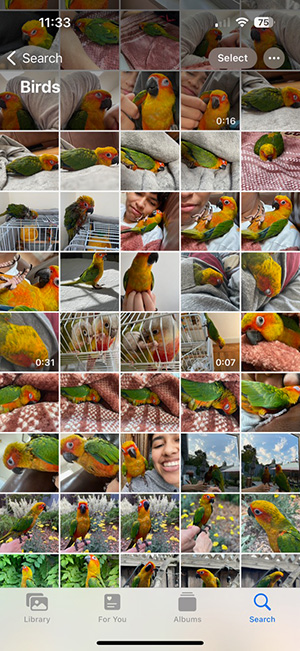 11:33
75
Search
Select
Birds
0:16
0:31
0:07
Library
For You
Albums
Search